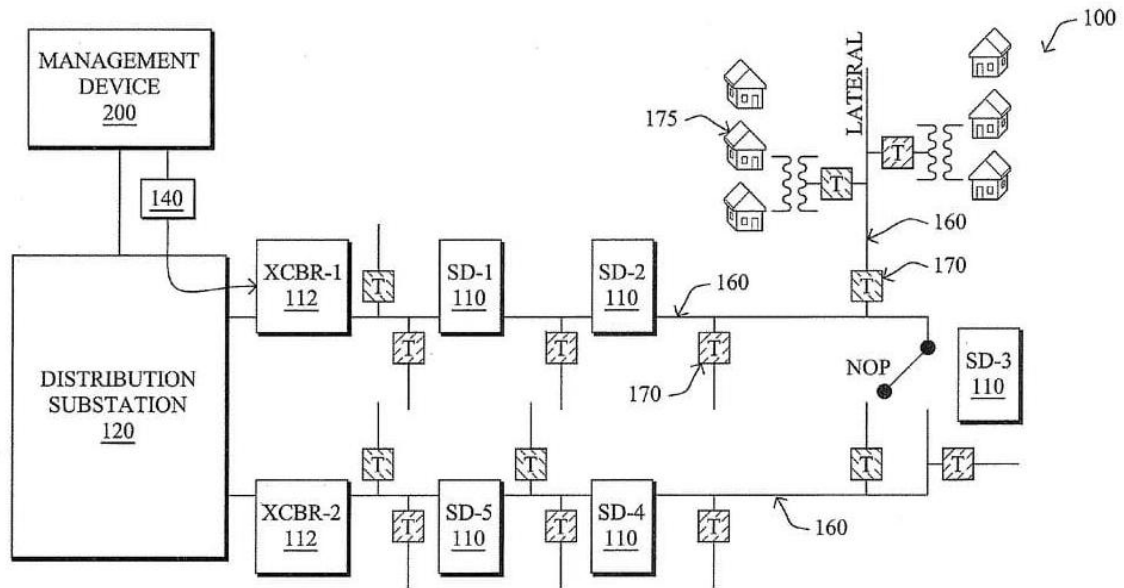 100
MANAGEMENT
DEVICE
200
LATERAL
175
T
T
140
160
XCBR-1
112
T
SD-1
110
SD-2
110
160
T
170
DISTRIBUTION
SUBSTATION
120
T
T
T
170
NOP
SD-3
110
T
T
T
T
XCBR-2
112
T
SD-5
110
T
SD-4
110
T
160